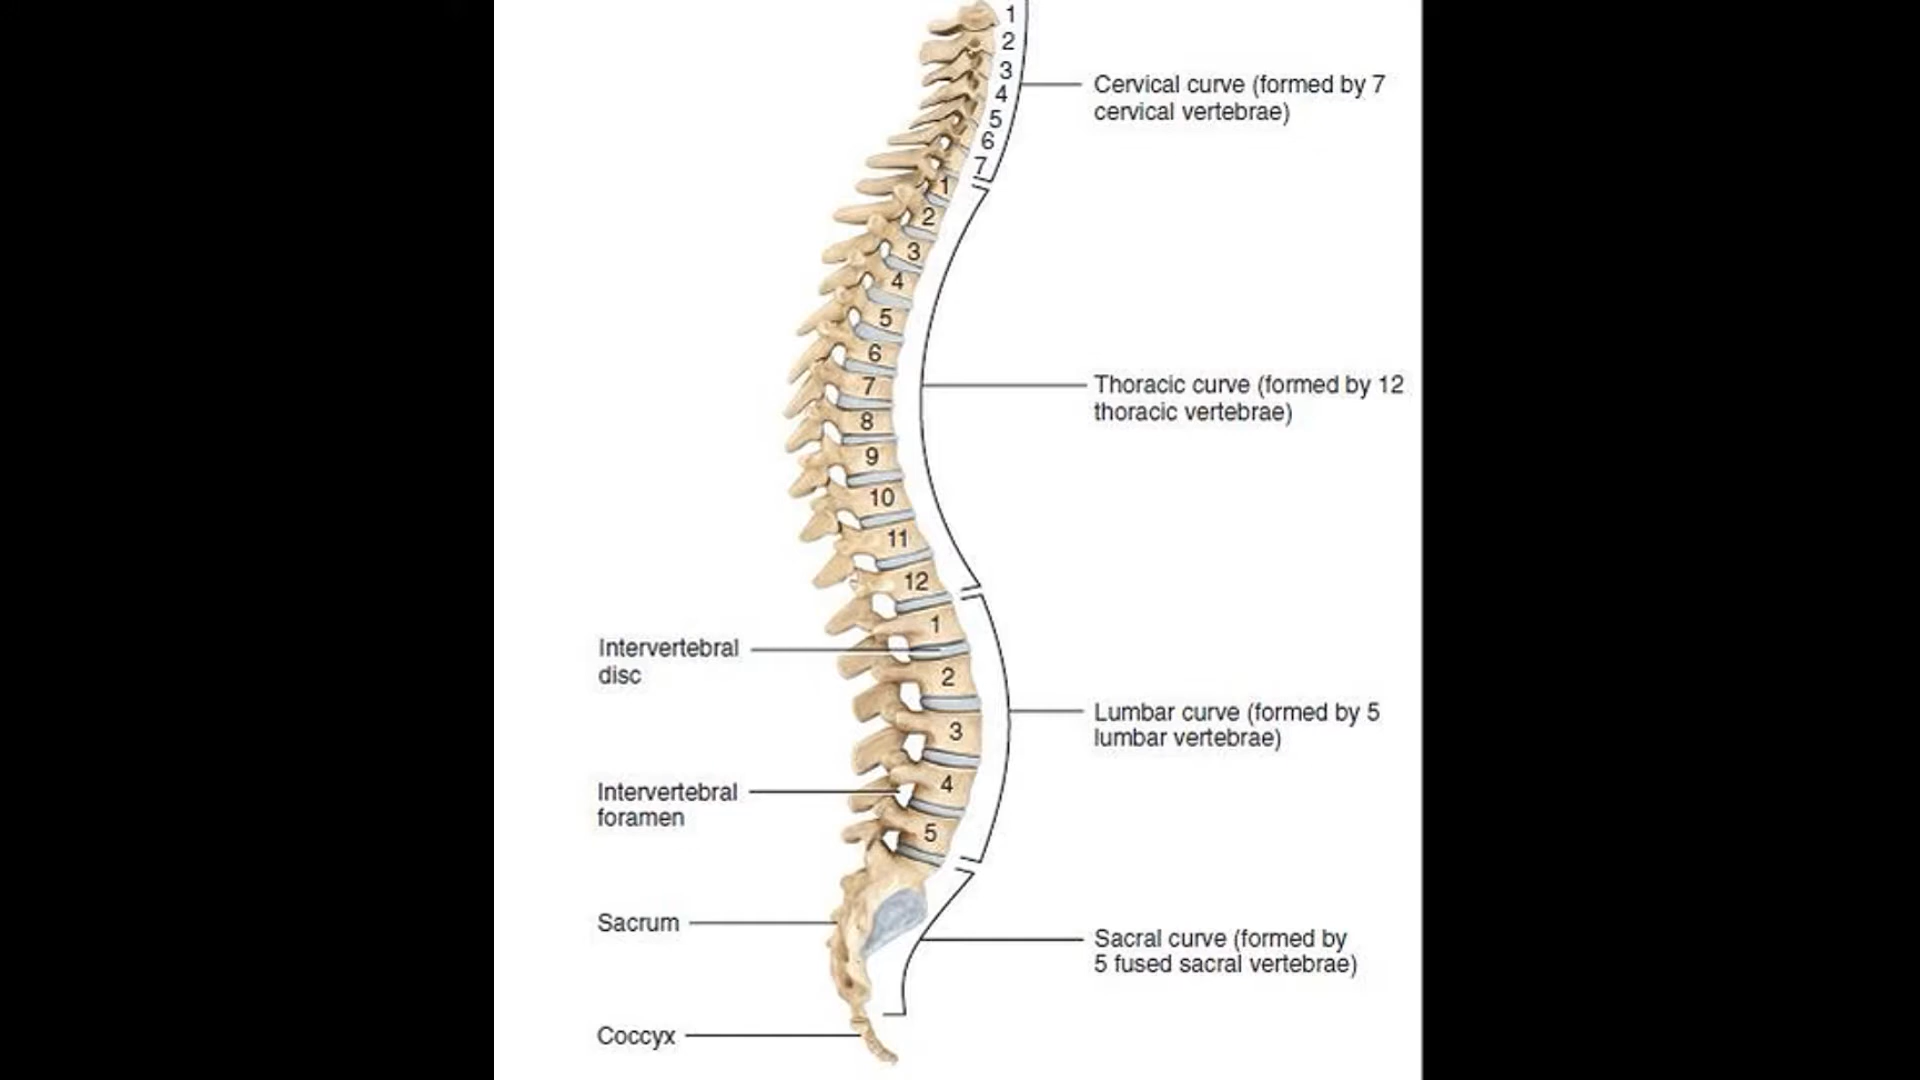 1
2
3
4
5
6
7
Cervical curve (formed by 7
cervical vertebrae)
1
2
3
4
5
6
7
8
9
10
11
12
Thoracic curve (formed by 12
thoracic vertebrae)
1
2
3
4
5
Lumbar curve (formed by 5
lumbar vertebrae)
Intervertebral
disc
Intervertebral
foramen
Sacrum
Sacral curve (formed by
5 fused sacral vertebrae)
Coccyx